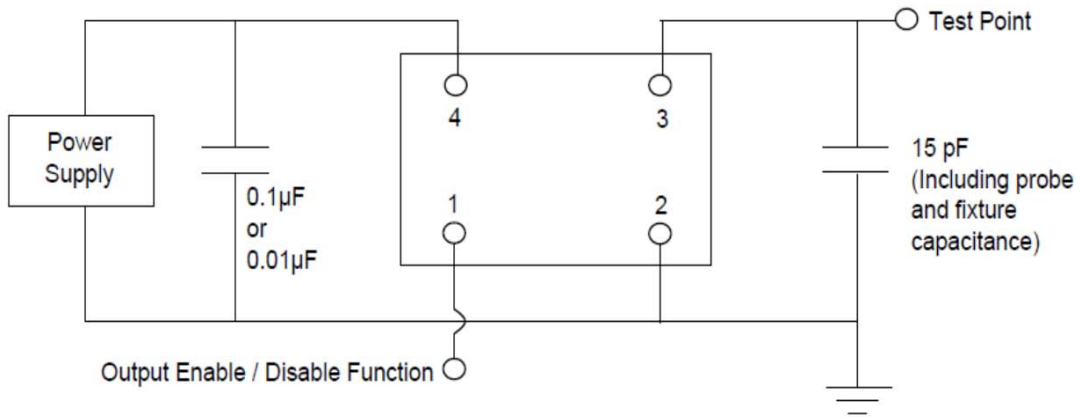 Test Point
4
3
Power
Supply
15 pF
(Including probe
and fixture
capacitance)
0.1µF
or
0.01µF
1
2
Output Enable / Disable Function